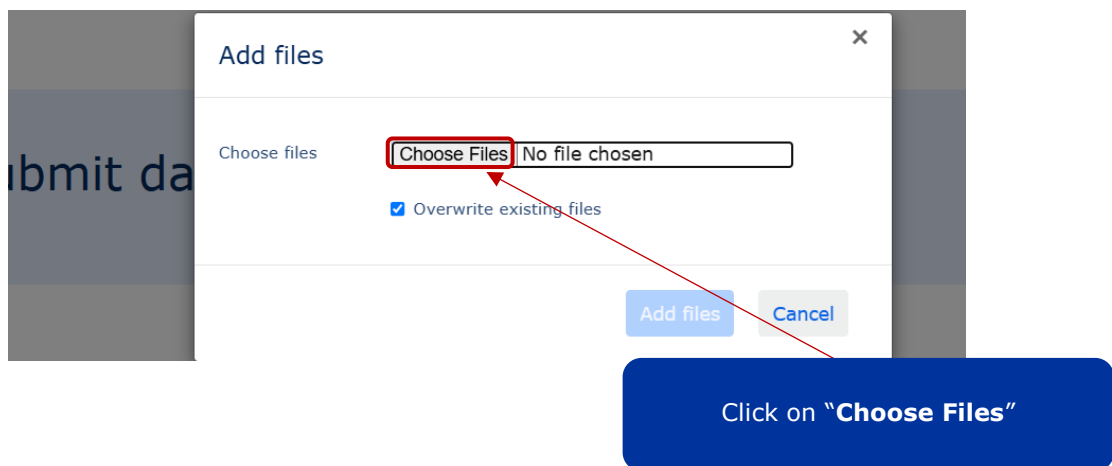 Add files
×
ubmit da
Choose files
Choose Files No file chosen
Overwrite existing files
Add files
Cancel
Click on “Choose Files”